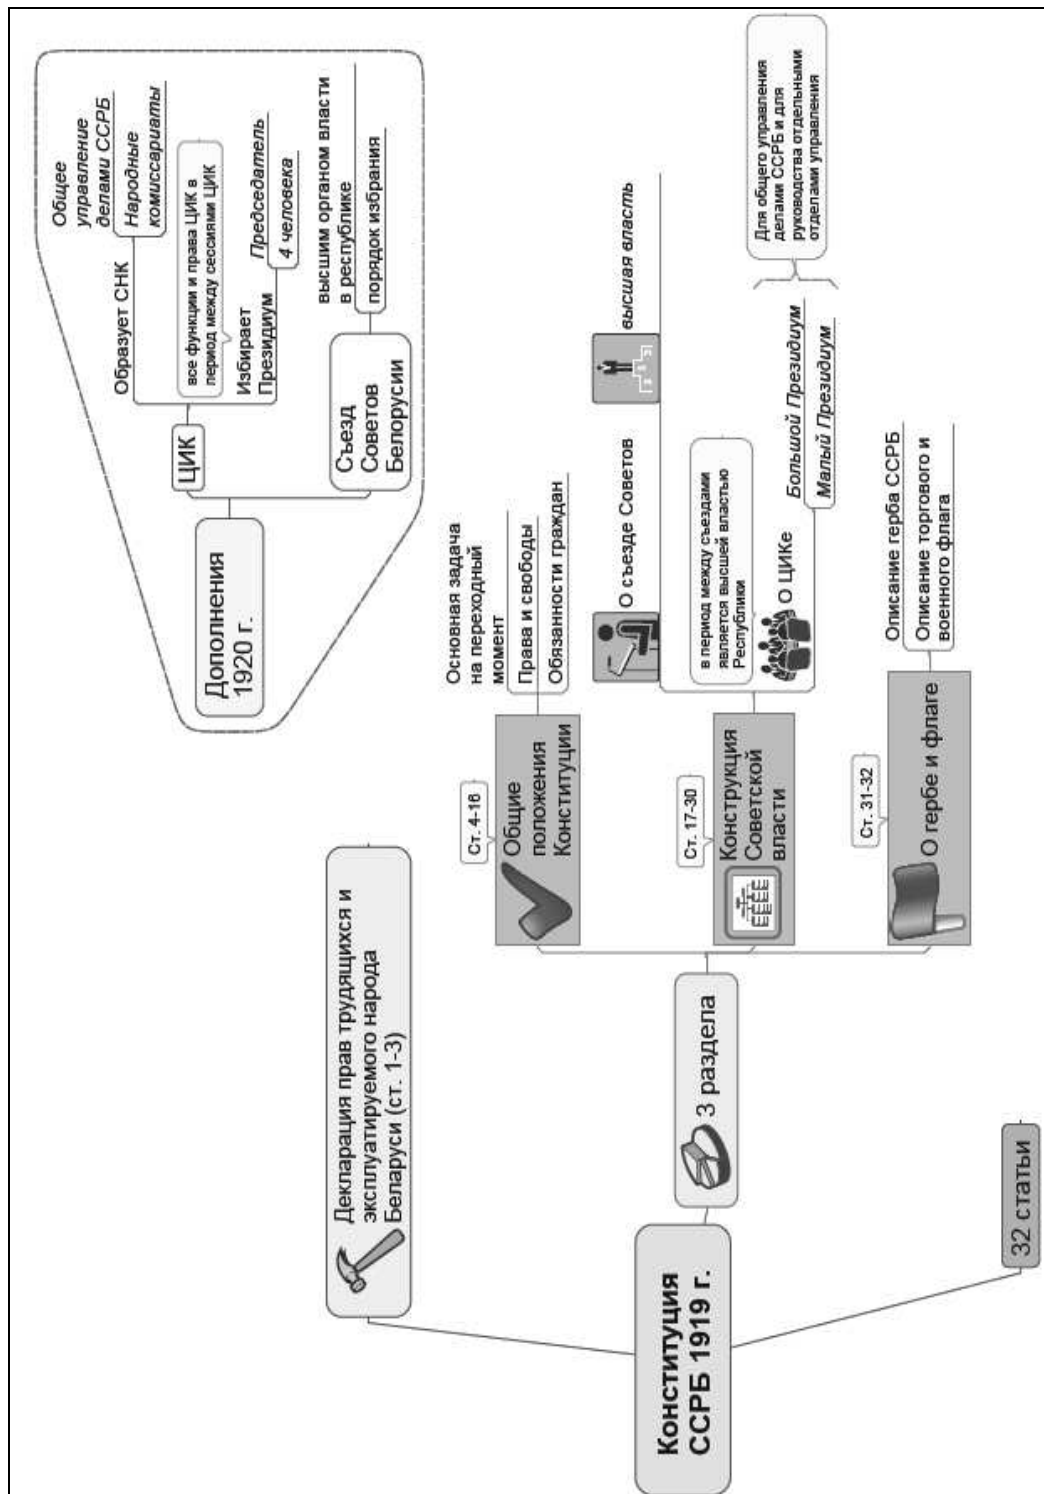 Конституция
ССРБ 1919 г.
Декларация прав трудящихся и
эксплуатируемого народа
Беларуси (ст. 1-3)
3 раздела
Ст. 4-16
Общие
положения
Конституции
Основная задача
на переходный
момент
Права и свободы
Обязанности граждан
Ст. 17-30
Конструкция
Советской
власти
О съезде Советов
высшая власть
в период между съездами
является высшей властью
Республики
О ЦИКе
Большой Президиум
Малый Президиум
Для общего управления
делами ССРБ и для
руководства отдельными
отделами управления
Ст. 31-32
О гербе и флаге
Описание герба ССРБ
Описание торгового и
военного флага
32 статьи
Дополнения
1920 г.
ЦИК
Образует СНК
Общее
управление
делами ССРБ
Народные
комиссариаты
все функции и права ЦИК в
период между сессиями ЦИК
Избирает
Президиум
Председатель
4 человека
Съезд
Советов
Белорусии
высшим органом власти
в республике
порядок избрания